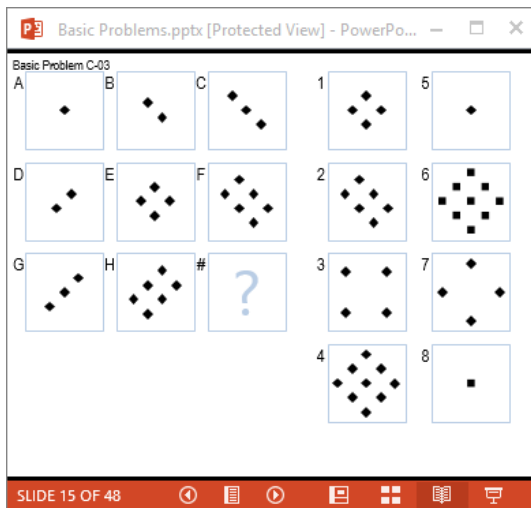 Basic Problems.pptx [Protected View] - PowerPo...
Basic Problem C-03
A B C 1 5
D E F 2 6
G H # ? 3 7
4 8
SLIDE 15 OF 48